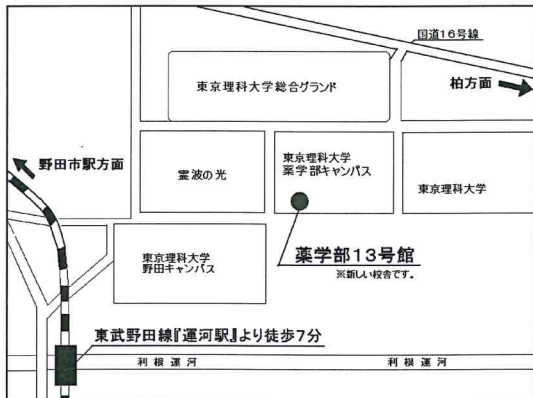 国道16号線
東京理科大学総合グランド
柏方面
野田市駅方面
霊波の光
東京理科大学
薬学部キャンパス
東京理科大学
東京理科大学
野田キャンパス
薬学部13号館
※新しい校舎です。
東武野田線『運河駅』より徒歩7分
利根運河
利根運河